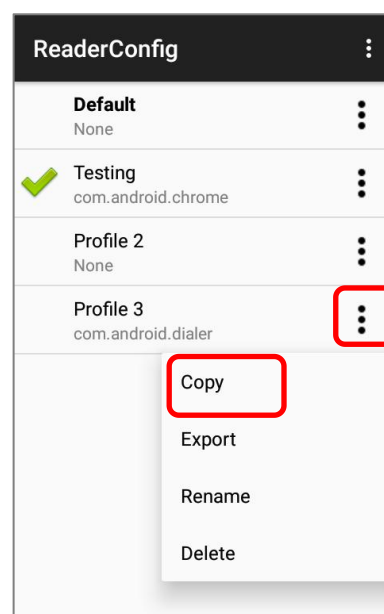 ReaderConfig
Default
None
Testing
com.android.chrome
Profile 2
None
Profile 3
com.android.dialer
Copy
Export
Rename
Delete